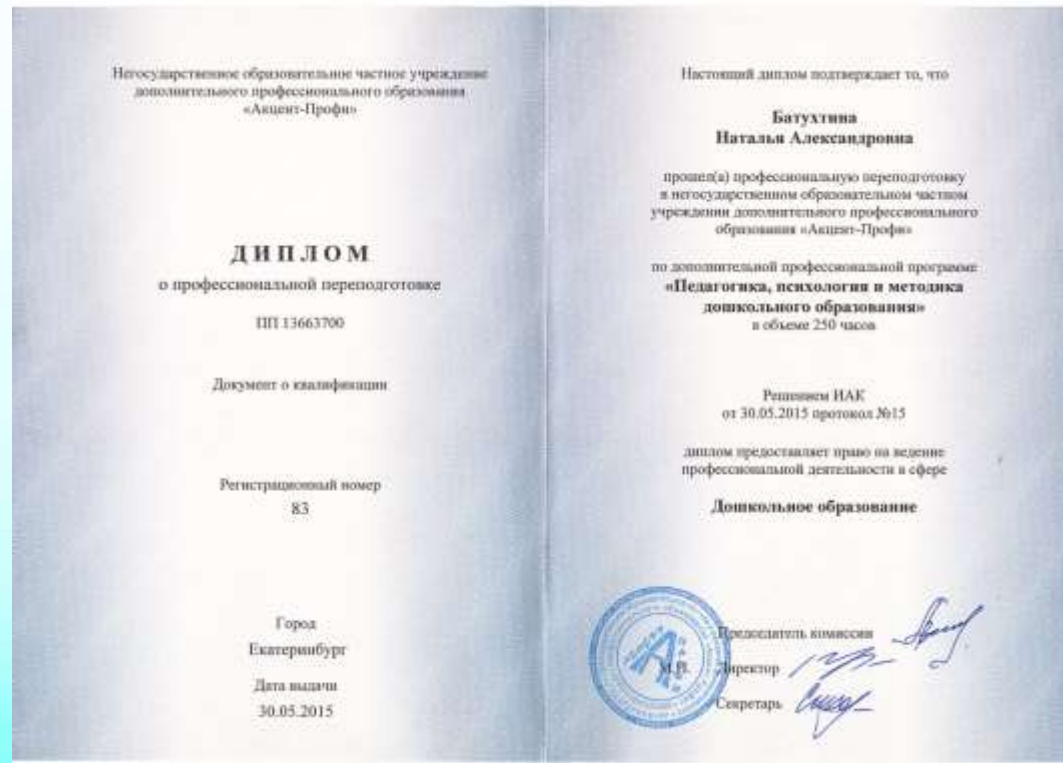 Негосударственное образовательное частное учреждение
дополнительного профессионального образования
«Акцент-Профи»
ДИПЛОМ
о профессиональной переподготовке
ПП 13663700
Документ о квалификации
Регистрационный номер
83
Город
Екатеринбург
Дата выдачи
30.05.2015
Настоящий диплом подтверждает то, что
Батухтина
Наталья Александровна
прошел(а) профессиональную переподготовку
в негосударственном образовательном частном
учреждении дополнительного профессионального
образования «Акцент-Профи»
по дополнительной профессиональной программе
«Педагогика, психология и методика
дошкольного образования»
в объеме 250 часов
Решением ИАК
от 30.05.2015 протокол №15
диплом предоставляет право на ведение
профессиональной деятельности в сфере
Дошкольное образование
Председатель комиссии
М.П. Директор
Секретарь